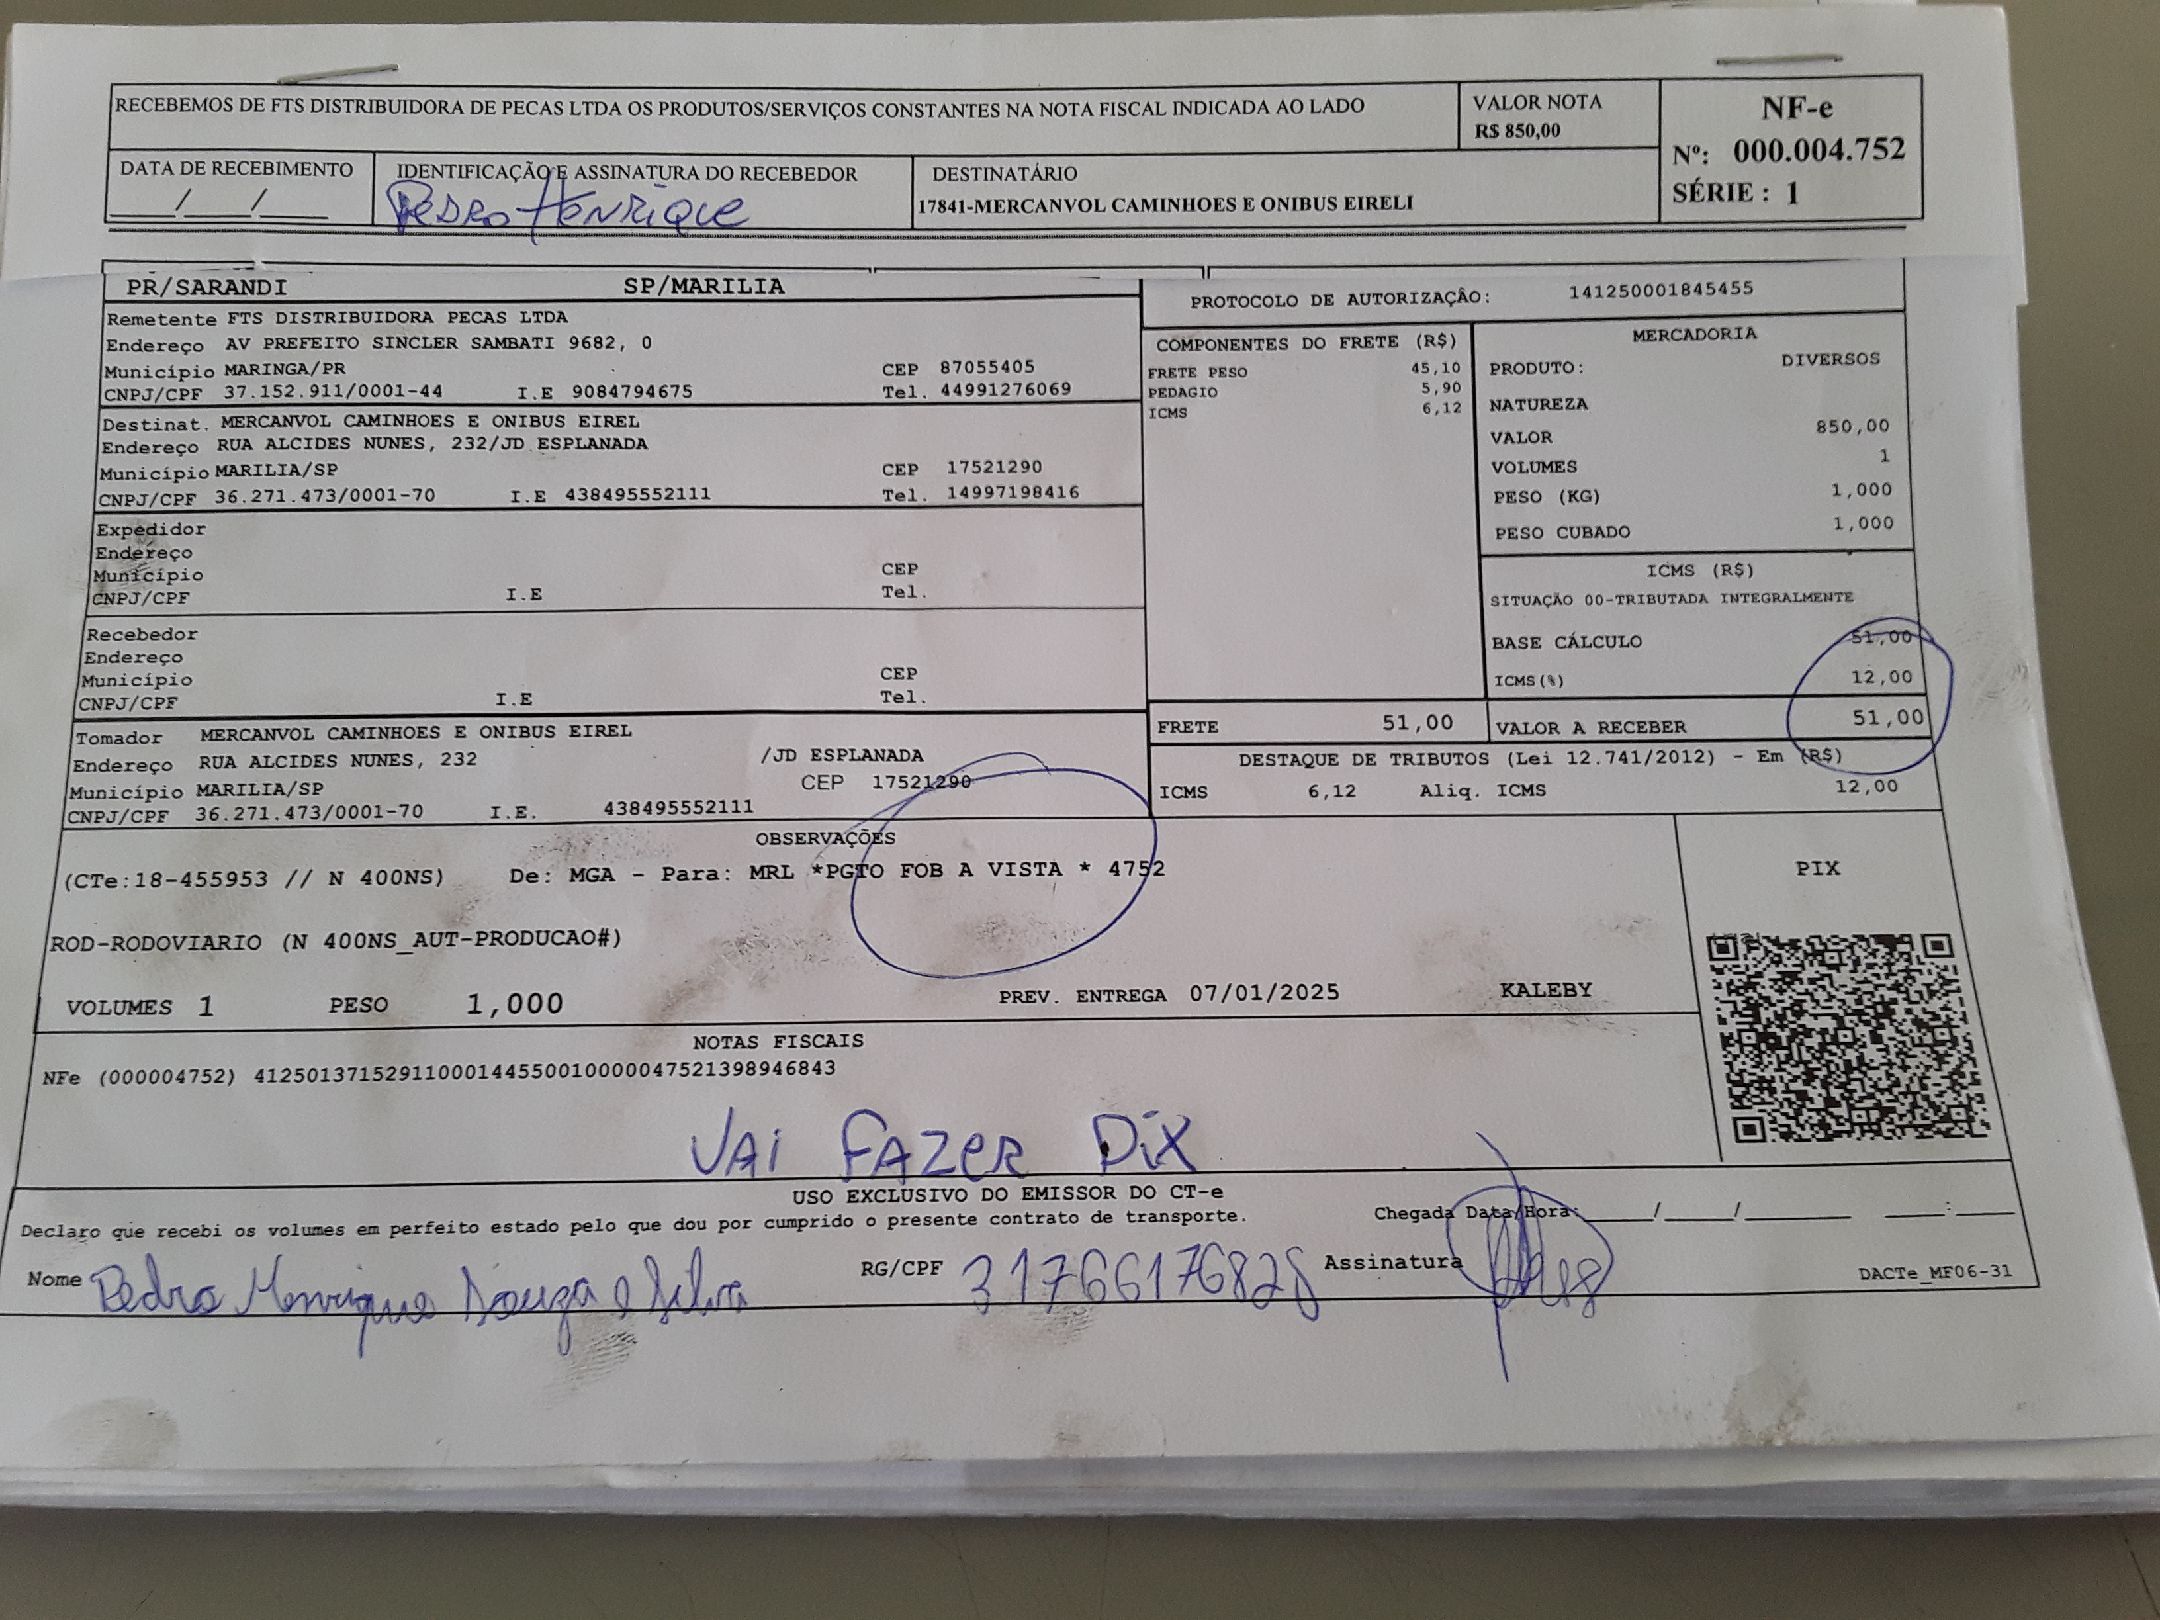 RECEBEMOS DE FTS DISTRIBUIDORA DE PECAS LTDA OS PRODUTOS/SERVIÇOS CONSTANTES NA NOTA FISCAL INDICADA AO LADO
VALOR NOTA
R$ 850,00
NF-e
Nº: 000.004.752
SÉRIE : 1
DATA DE RECEBIMENTO
___/___/___
IDENTIFICAÇÃO E ASSINATURA DO RECEBEDOR
Pedro Henrique
DESTINATÁRIO
17841-MERCANVOL CAMINHOES E ONIBUS EIRELI
PR/SARANDI SP/MARILIA
Remetente FTS DISTRIBUIDORA PECAS LTDA
Endereço AV PREFEITO SINCLER SAMBATI 9682, 0
Município MARINGA/PR CEP 87055405
CNPJ/CPF 37.152.911/0001-44 I.E 9084794675 Tel. 44991276069
Destinat. MERCANVOL CAMINHOES E ONIBUS EIREL
Endereço RUA ALCIDES NUNES, 232/JD ESPLANADA
Município MARILIA/SP CEP 17521290
CNPJ/CPF 36.271.473/0001-70 I.E 438495552111 Tel. 14997198416
Expedidor
Endereço
Município CEP
CNPJ/CPF I.E Tel.
Recebedor
Endereço
Município CEP
CNPJ/CPF I.E Tel.
Tomador MERCANVOL CAMINHOES E ONIBUS EIREL
Endereço RUA ALCIDES NUNES, 232 /JD ESPLANADA
Município MARILIA/SP CEP 17521290
CNPJ/CPF 36.271.473/0001-70 I.E. 438495552111
PROTOCOLO DE AUTORIZAÇÂO: 141250001845455
COMPONENTES DO FRETE (R$)
FRETE PESO 45,10
PEDAGIO 5,90
ICMS 6,12
MERCADORIA
PRODUTO: DIVERSOS
NATUREZA
VALOR 850,00
VOLUMES 1
PESO (KG) 1,000
PESO CUBADO 1,000
ICMS (R$)
SITUAÇÃO 00-TRIBUTADA INTEGRALMENTE
BASE CÁLCULO 51,00
ICMS(%) 12,00
FRETE 51,00 VALOR A RECEBER 51,00
DESTAQUE DE TRIBUTOS (Lei 12.741/2012) - Em (R$)
ICMS 6,12 Aliq. ICMS 12,00
OBSERVAÇÕES
(CTe:18-455953 // N 400NS) De: MGA - Para: MRL *PGTO FOB A VISTA * 4752
ROD-RODOVIARIO (N 400NS_AUT-PRODUCAO#)
VOLUMES 1 PESO 1,000 PREV. ENTREGA 07/01/2025 KALEBY
PIX
NOTAS FISCAIS
NFe (000004752) 41250137152911000144550010000047521398946843
VAI FAZER PIX
USO EXCLUSIVO DO EMISSOR DO CT-e
Declaro que recebi os volumes em perfeito estado pelo que dou por cumprido o presente contrato de transporte.
Chegada Data/Hora: ____/____/______ ___:___
Nome Pedro Henrique Souza e Silva RG/CPF 31766176828 Assinatura
DACTe_MF06-31